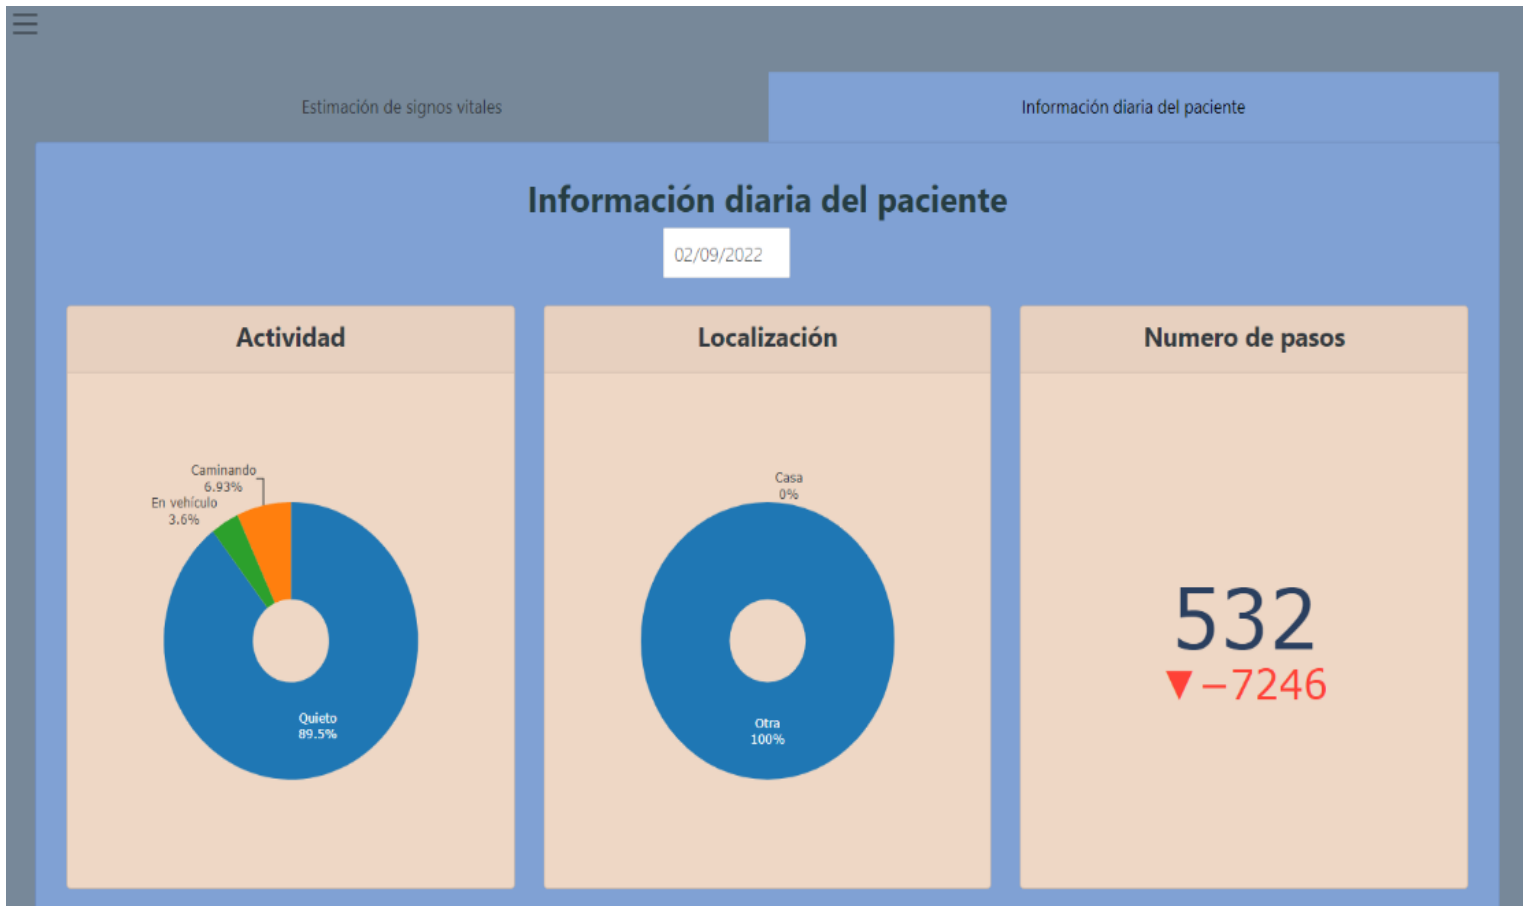 Estimación de signos vitales
Información diaria del paciente
Información diaria del paciente
02/09/2022
Actividad
Caminando
6.93%
En vehículo
3.6%
Quieto
89.5%
Localización
Casa
0%
Otra
100%
Numero de pasos
532
▼−7246